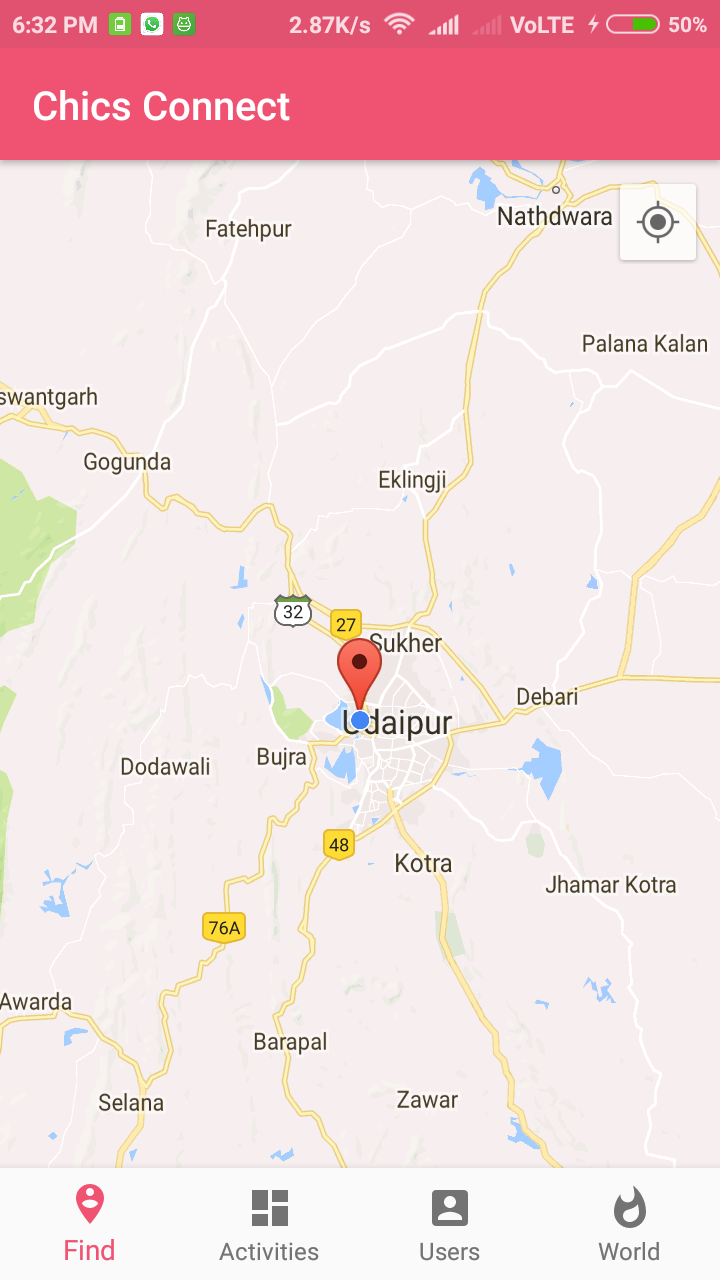 6:32 PM 2.87K/s VoLTE 50%
Chics Connect
Nathdwara
Fatehpur
Palana Kalan
swantgarh
Gogunda
Eklingji
32
27
Sukher
Debari
Udaipur
Bujra
Dodawali
48
Kotra
Jhamar Kotra
76A
Awarda
Barapal
Zawar
Selana
Find Activities Users World